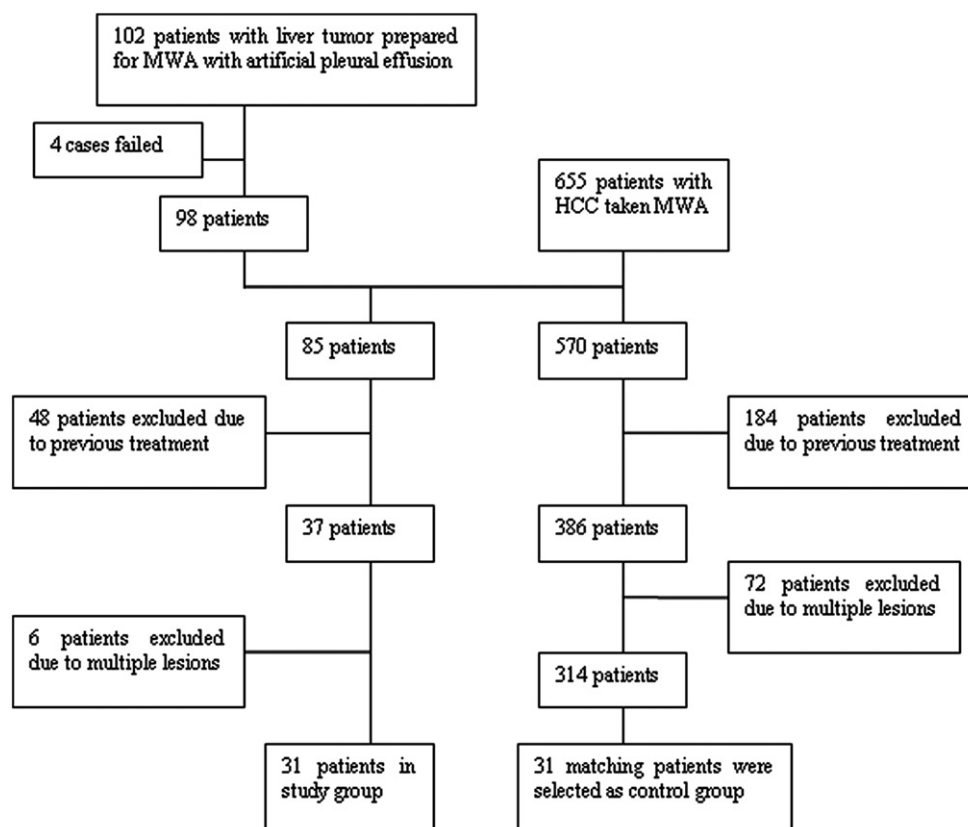 102 patients with liver tumor prepared
for MWA with artificial pleural effusion
4 cases failed
655 patients with
HCC taken MWA
98 patients
85 patients
570 patients
48 patients excluded due
to previous treatment
184 patients excluded
due to previous treatment
37 patients
386 patients
72 patients excluded
due to multiple lesions
6 patients excluded
due to multiple lesions
314 patients
31 patients in
study group
31 matching patients were
selected as control group